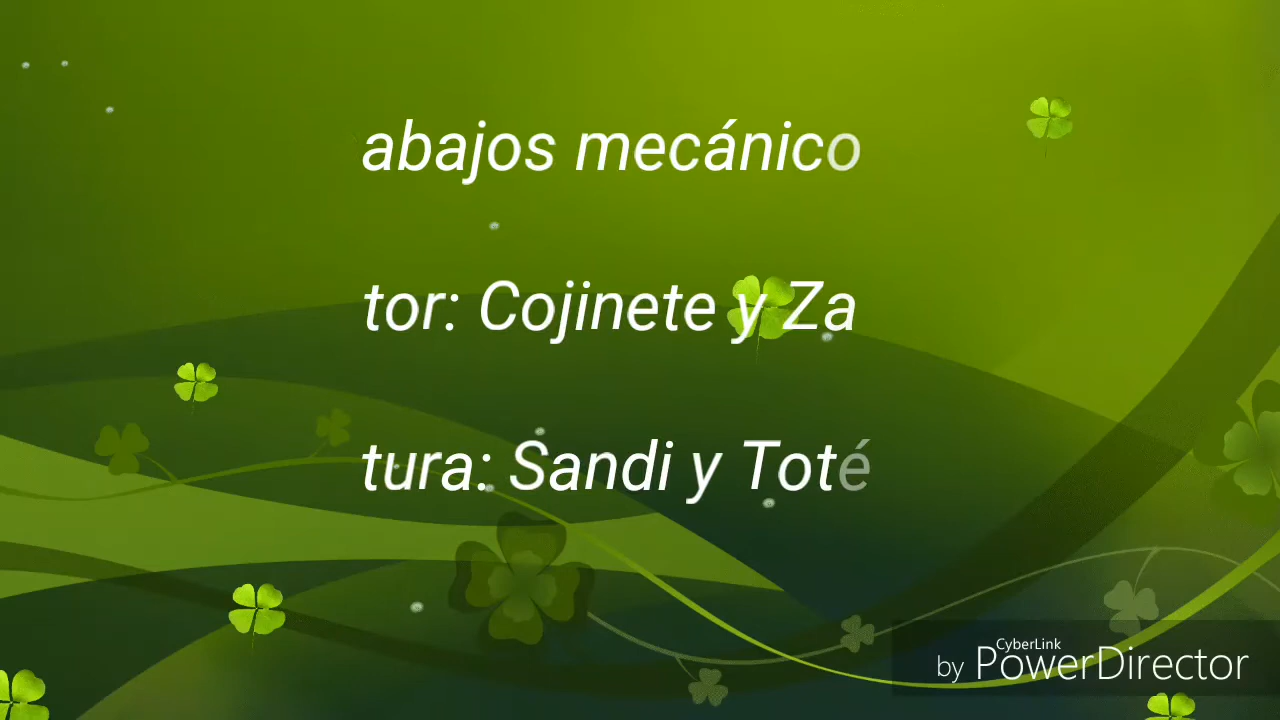 abajos mecánico
tor: Cojinete y Za
tura: Sandi y Toté
by CyberLink PowerDirector